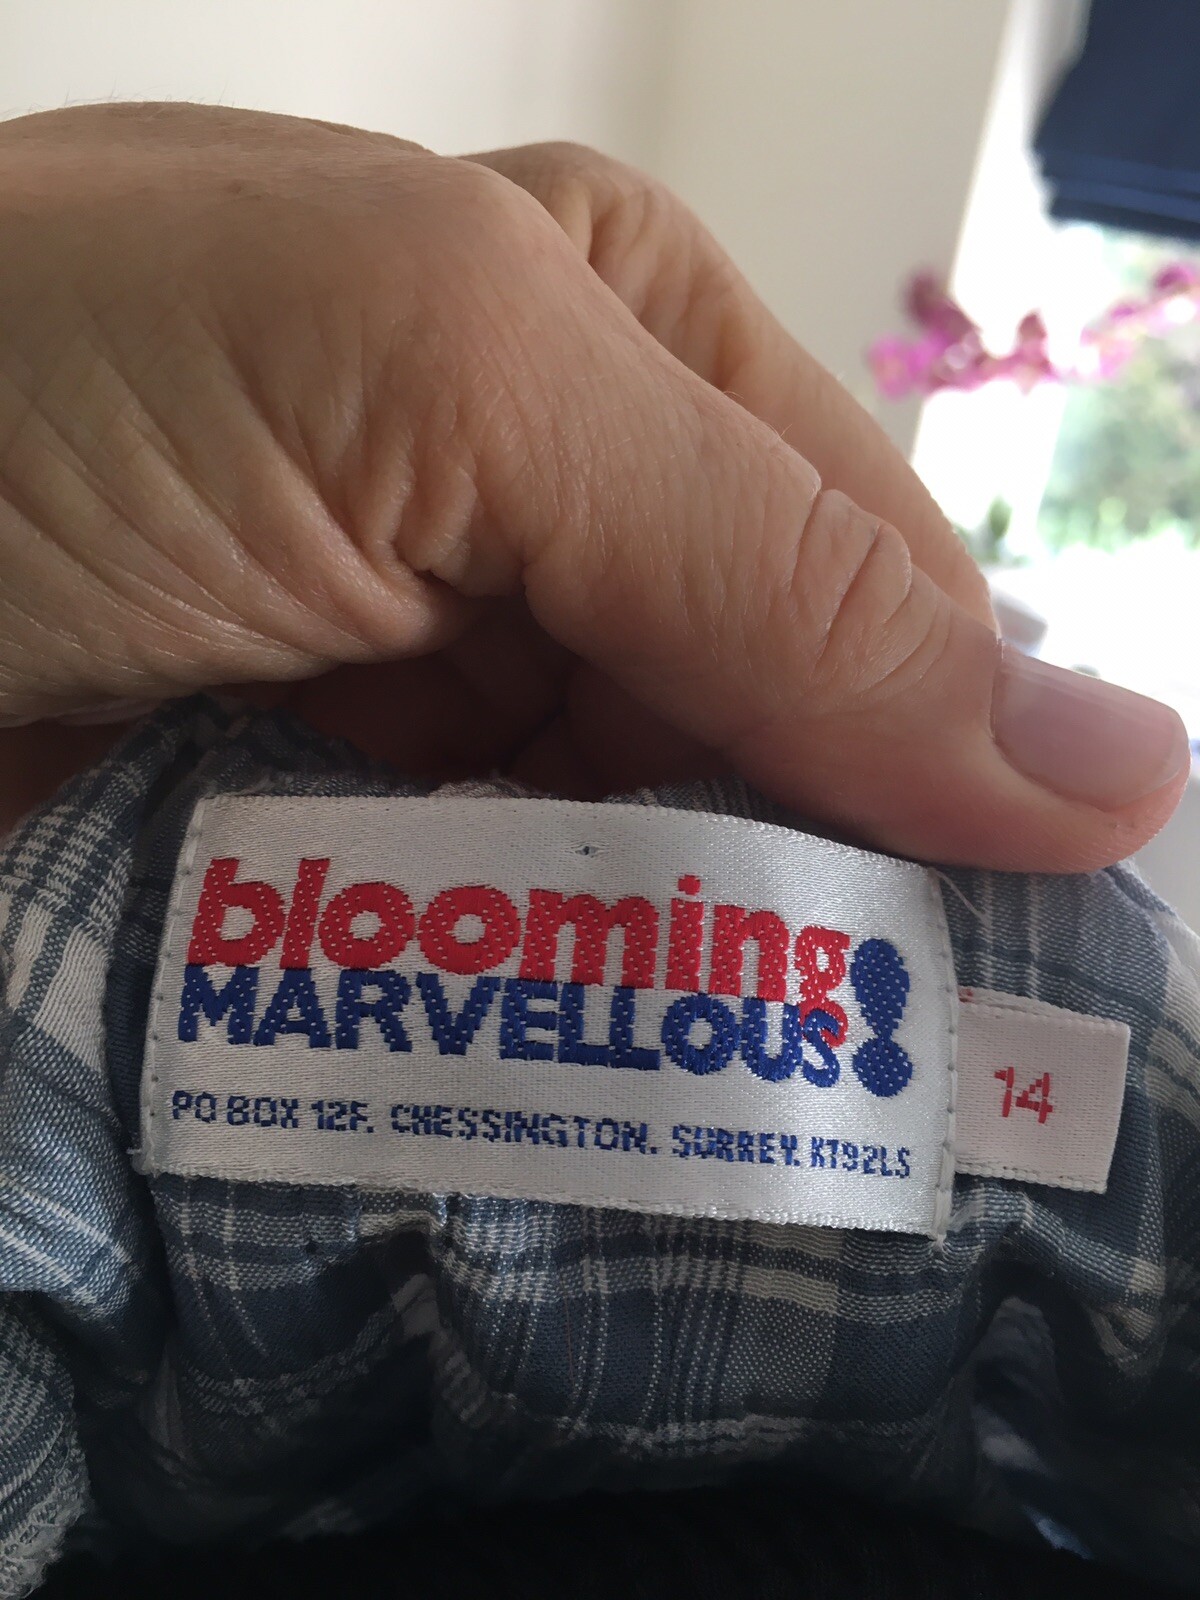 blooming
MARVELLOUS!
PO BOX 12F. CHESSINGTON. SURREY. KT92LS
14